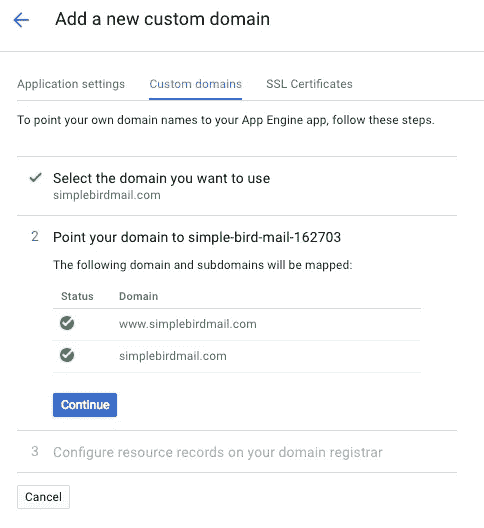 Add a new custom domain
Application settings Custom domains SSL Certificates
To point your own domain names to your App Engine app, follow these steps.
Select the domain you want to use
simplebirdmail.com
2 Point your domain to simple-bird-mail-162703
The following domain and subdomains will be mapped:
Status Domain
www.simplebirdmail.com
simplebirdmail.com
Continue
3 Configure resource records on your domain registrar
Cancel